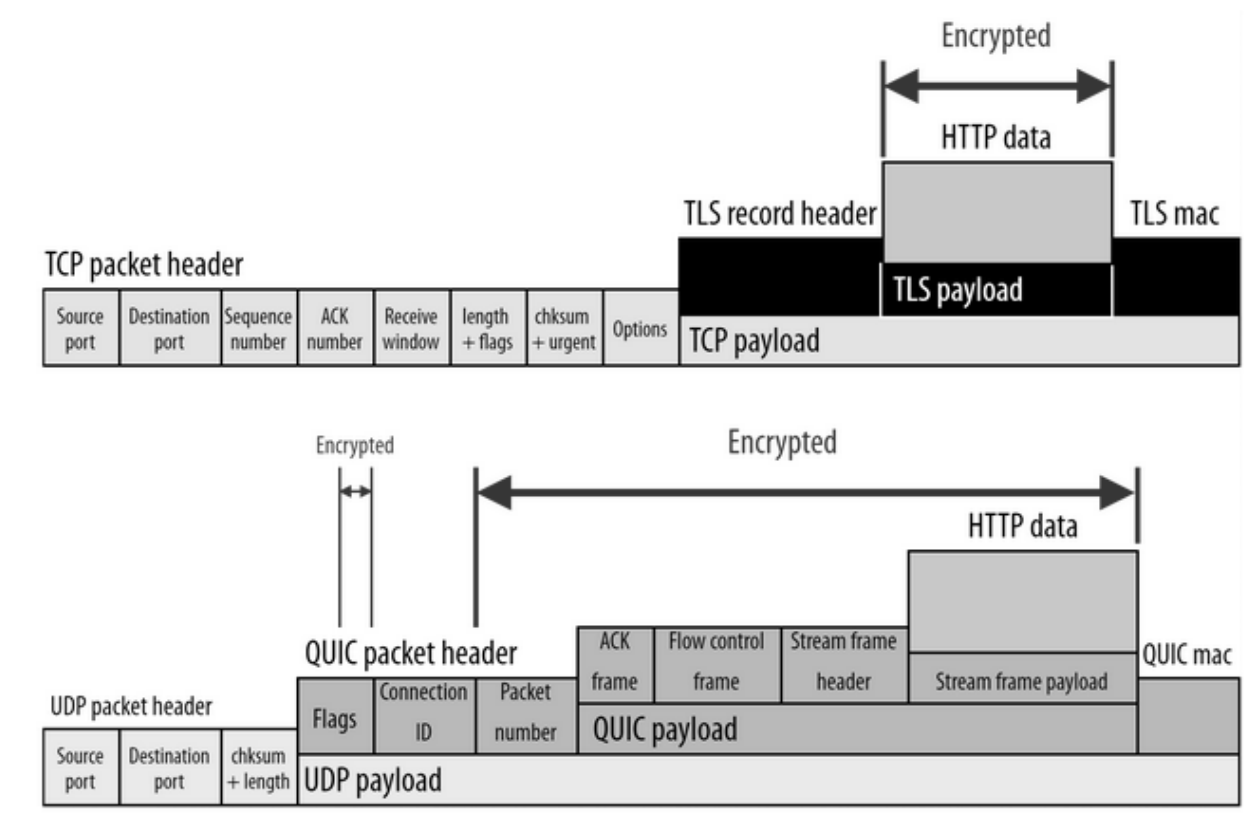 Encrypted
HTTP data
TLS record header
TLS mac
TCP packet header
TLS payload
Source
port
Destination
port
Sequence
number
ACK
number
Receive
window
length
+ flags
chksum
+ urgent
Options
TCP payload
Encrypted
Encrypted
HTTP data
QUIC packet header
ACK
frame
Flow control
frame
Stream frame
header
Stream frame payload
QUIC mac
UDP packet header
Flags
Connection
ID
Packet
number
QUIC payload
Source
port
Destination
port
chksum
+ length
UDP payload